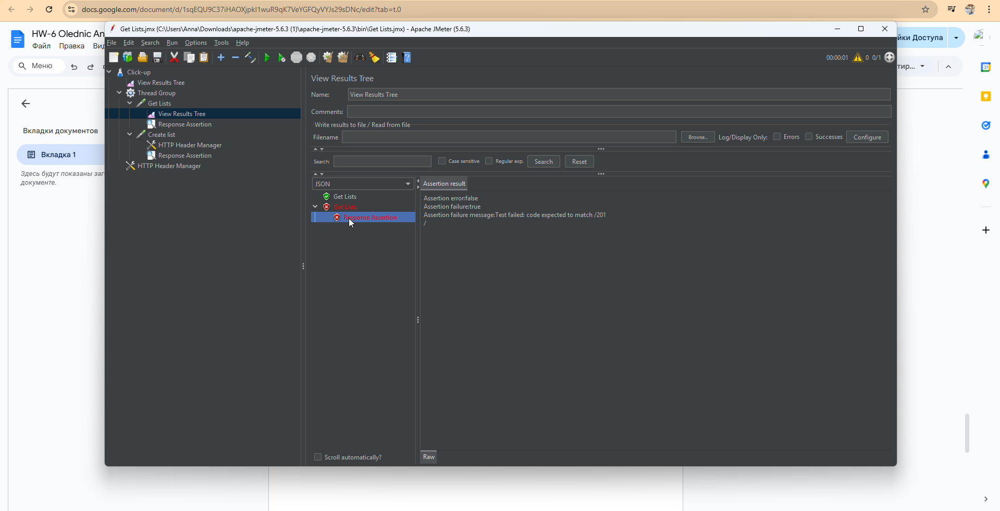 docs.google.com/document/d/1sqEQU9C37iHAOXjpkl1wuR9qK7VeYGFQyVYJs29sDNc/edit?tab=t.0
HW-6 Olednic An
Файл Правка Вид
Меню
Вкладки документов
Вкладка 1
Здесь будут показаны заг
документе.
Get Lists.jmx (C:\Users\Anna\Downloads\apache-jmeter-5.6.3 (1)\apache-jmeter-5.6.3\bin\Get Lists.jmx) - Apache JMeter (5.6.3)
File Edit Search Run Options Tools Help
00:00:01 0 0/1
Click-up
View Results Tree
Thread Group
Get Lists
View Results Tree
Response Assertion
Create list
HTTP Header Manager
Response Assertion
HTTP Header Manager
View Results Tree
Name: View Results Tree
Comments:
Write results to file / Read from file
Filename Browse... Log/Display Only: Errors Successes Configure
Search: Case sensitive Regular exp. Search Reset
JSON
Get Lists
Get Lists
Response Assertion
Scroll automatically?
Assertion result
Assertion error:false
Assertion failure:true
Assertion failure message:Test failed: code expected to match /201
/
Raw
йки Доступа
тир...
31